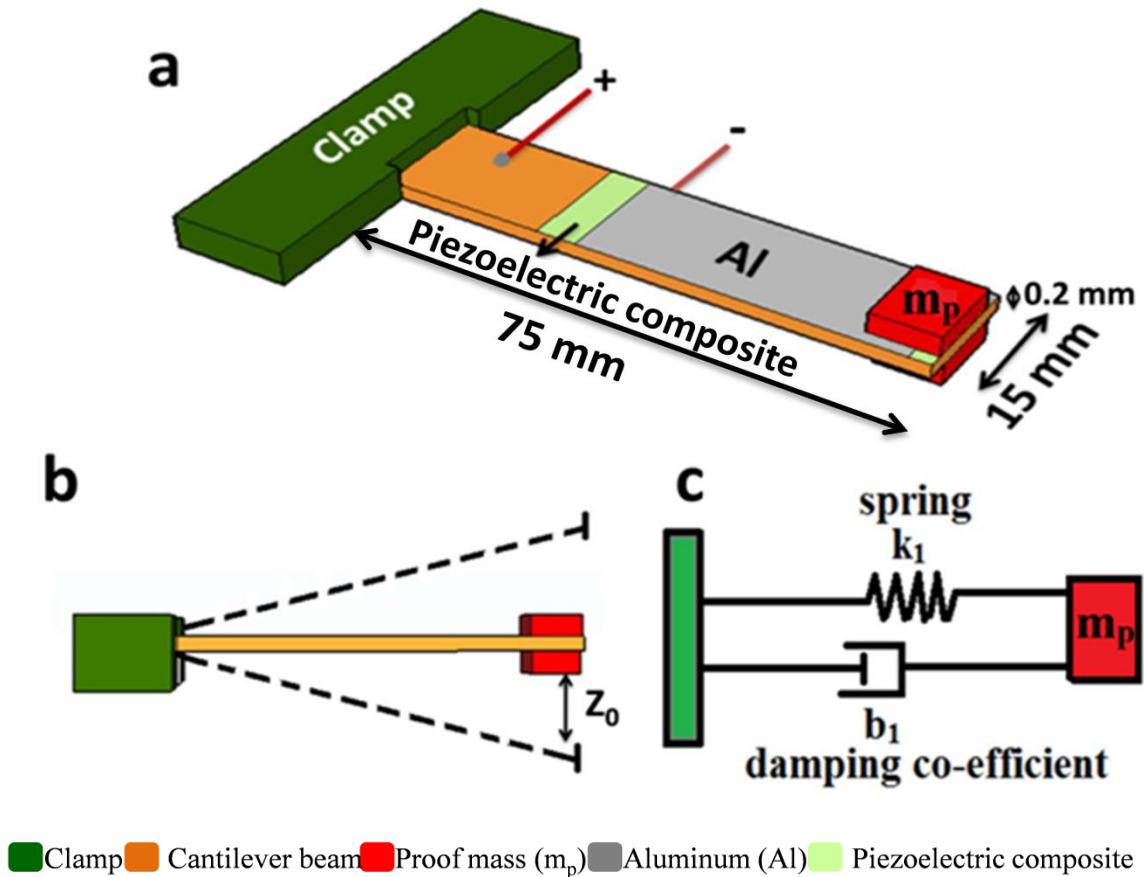 a
Clamp
+
-
Piezoelectric composite
75 mm
Al
mₚ
0.2 mm
15 mm
b
Z₀
c
spring
k₁
mₚ
b₁
damping co-efficient
Clamp Cantilever beam Proof mass (mₚ) Aluminum (Al) Piezoelectric composite